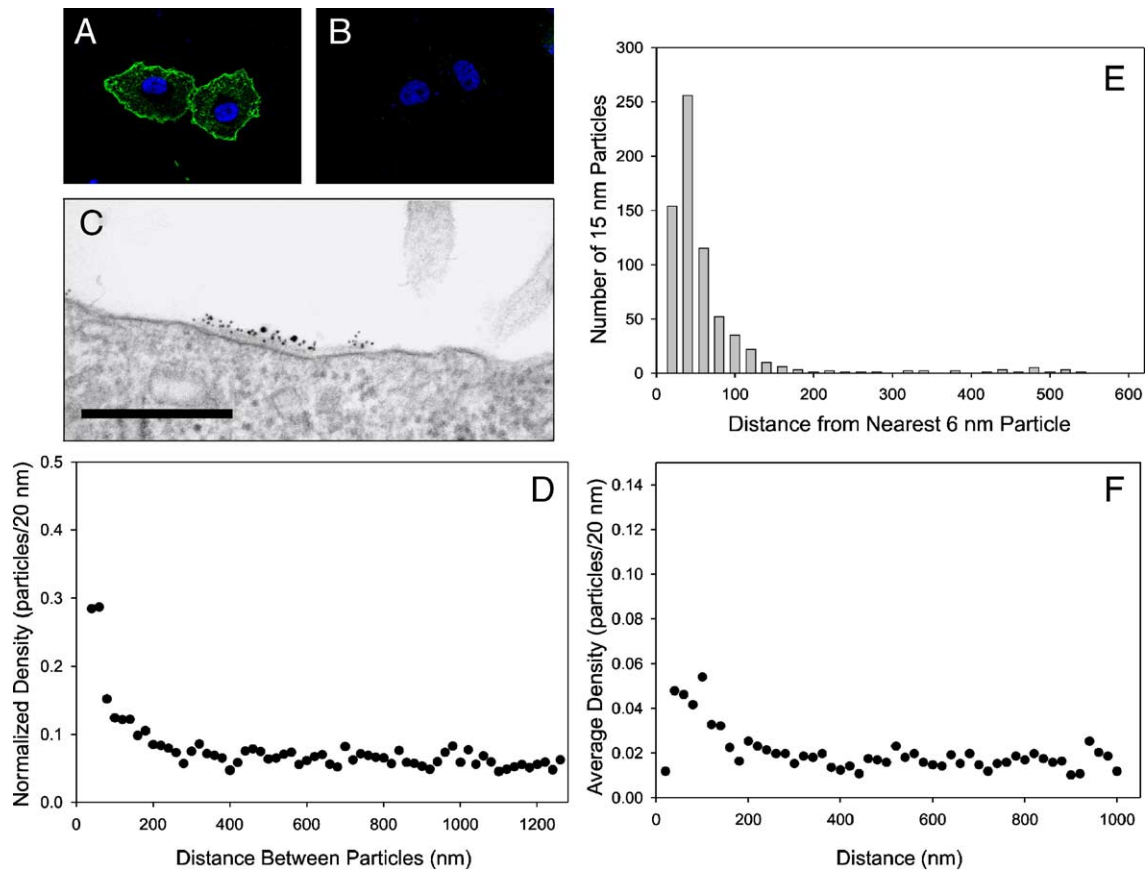 A
B
C
E
300
250
200
150
100
50
0
Number of 15 nm Particles
0 100 200 300 400 500 600
Distance from Nearest 6 nm Particle
D
0.5
0.4
0.3
0.2
0.1
0.0
Normalized Density (particles/20 nm)
0 200 400 600 800 1000 1200
Distance Between Particles (nm)
F
0.14
0.12
0.10
0.08
0.06
0.04
0.02
0.00
Average Density (particles/20 nm)
0 200 400 600 800 1000
Distance (nm)